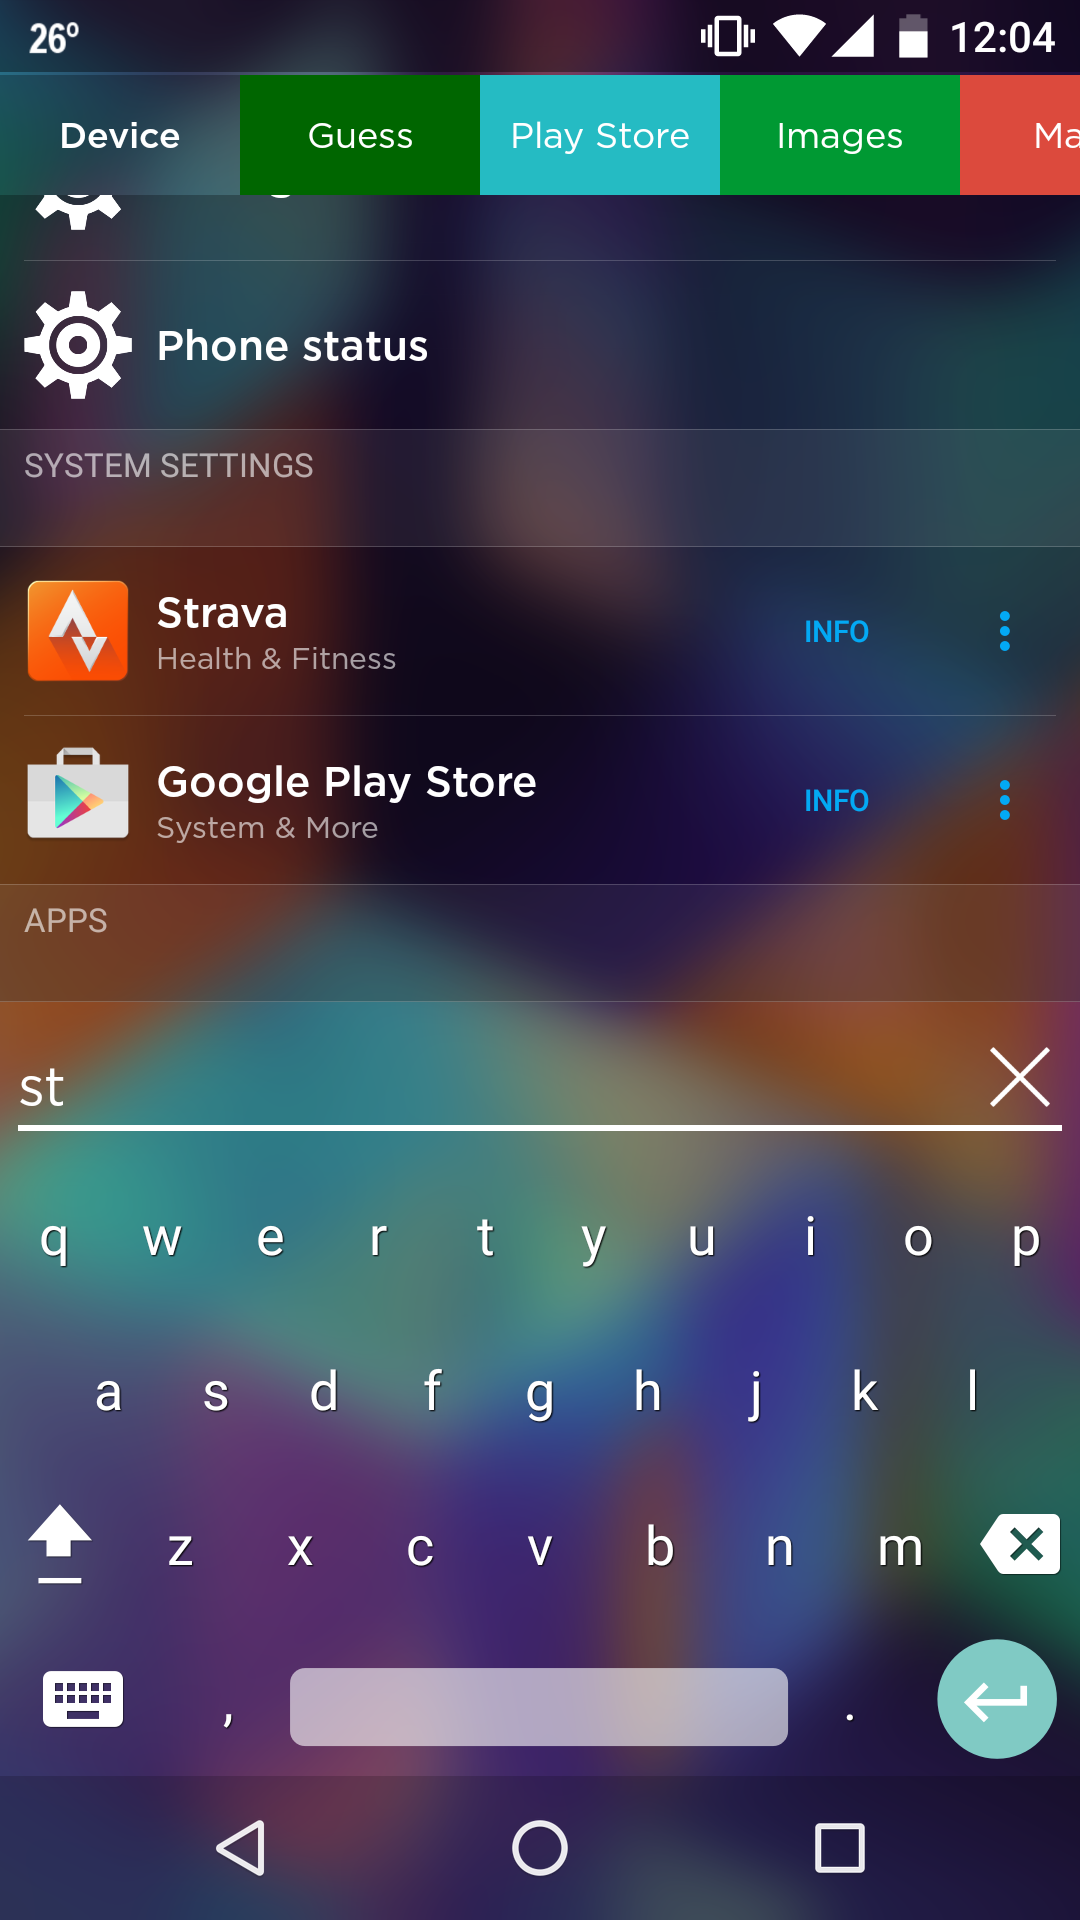 26º 12:04
Device Guess Play Store Images Ma
Phone status
SYSTEM SETTINGS
Strava
Health & Fitness
INFO
Google Play Store
System & More
INFO
APPS
st
q w e r t y u i o p
a s d f g h j k l
z x c v b n m
, .